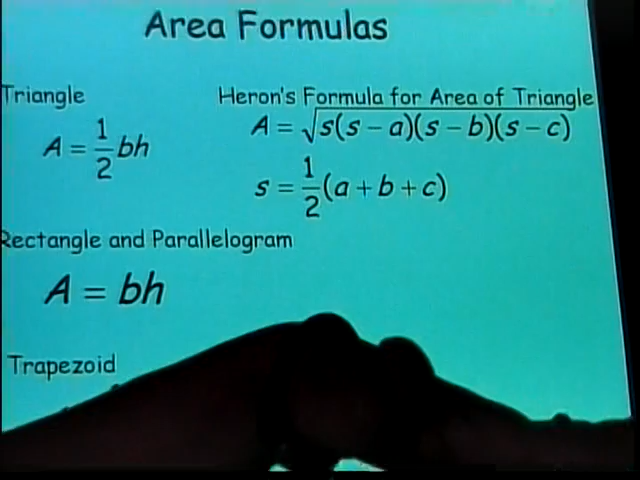 Area Formulas
Triangle
A = 1/2 bh
Heron's Formula for Area of Triangle
A = √s(s − a)(s − b)(s − c)
s = 1/2 (a + b + c)
Rectangle and Parallelogram
A = bh
Trapezoid